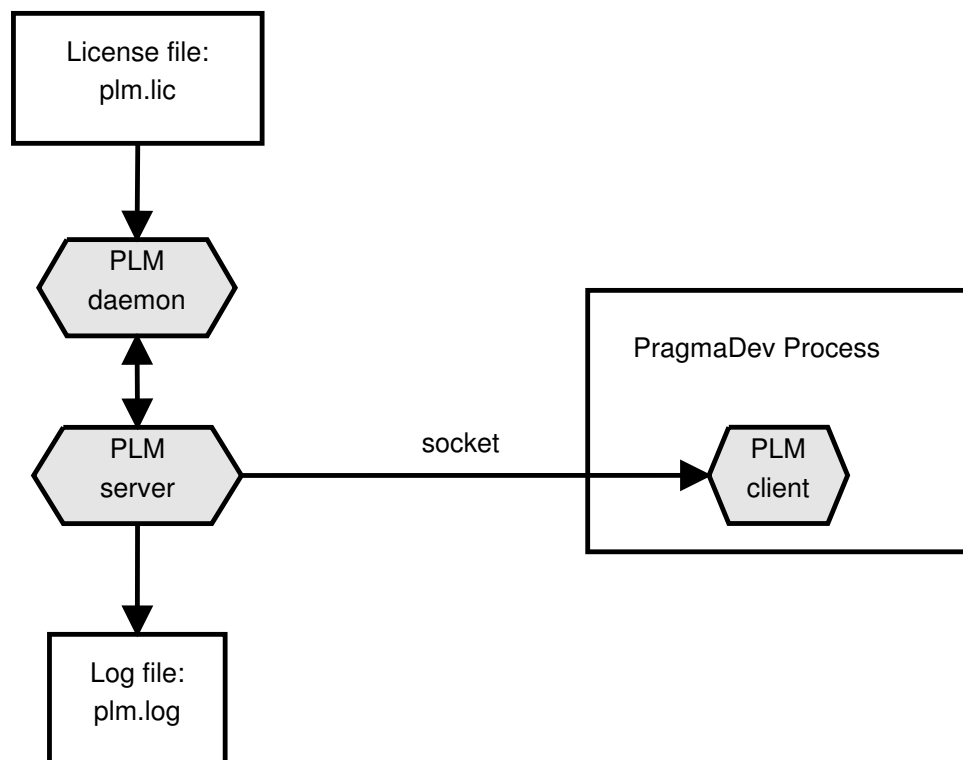 License file:
plm.lic
PLM
daemon
PragmaDev Process
PLM
server
socket
PLM
client
Log file:
plm.log